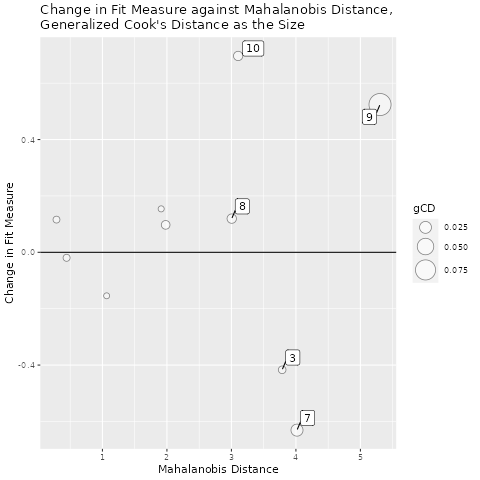 Change in Fit Measure against Mahalanobis Distance,
Generalized Cook's Distance as the Size
10
9
8
3
7
0.4
0.0
-0.4
Change in Fit Measure
1 2 3 4 5
Mahalanobis Distance
gCD
0.025
0.050
0.075